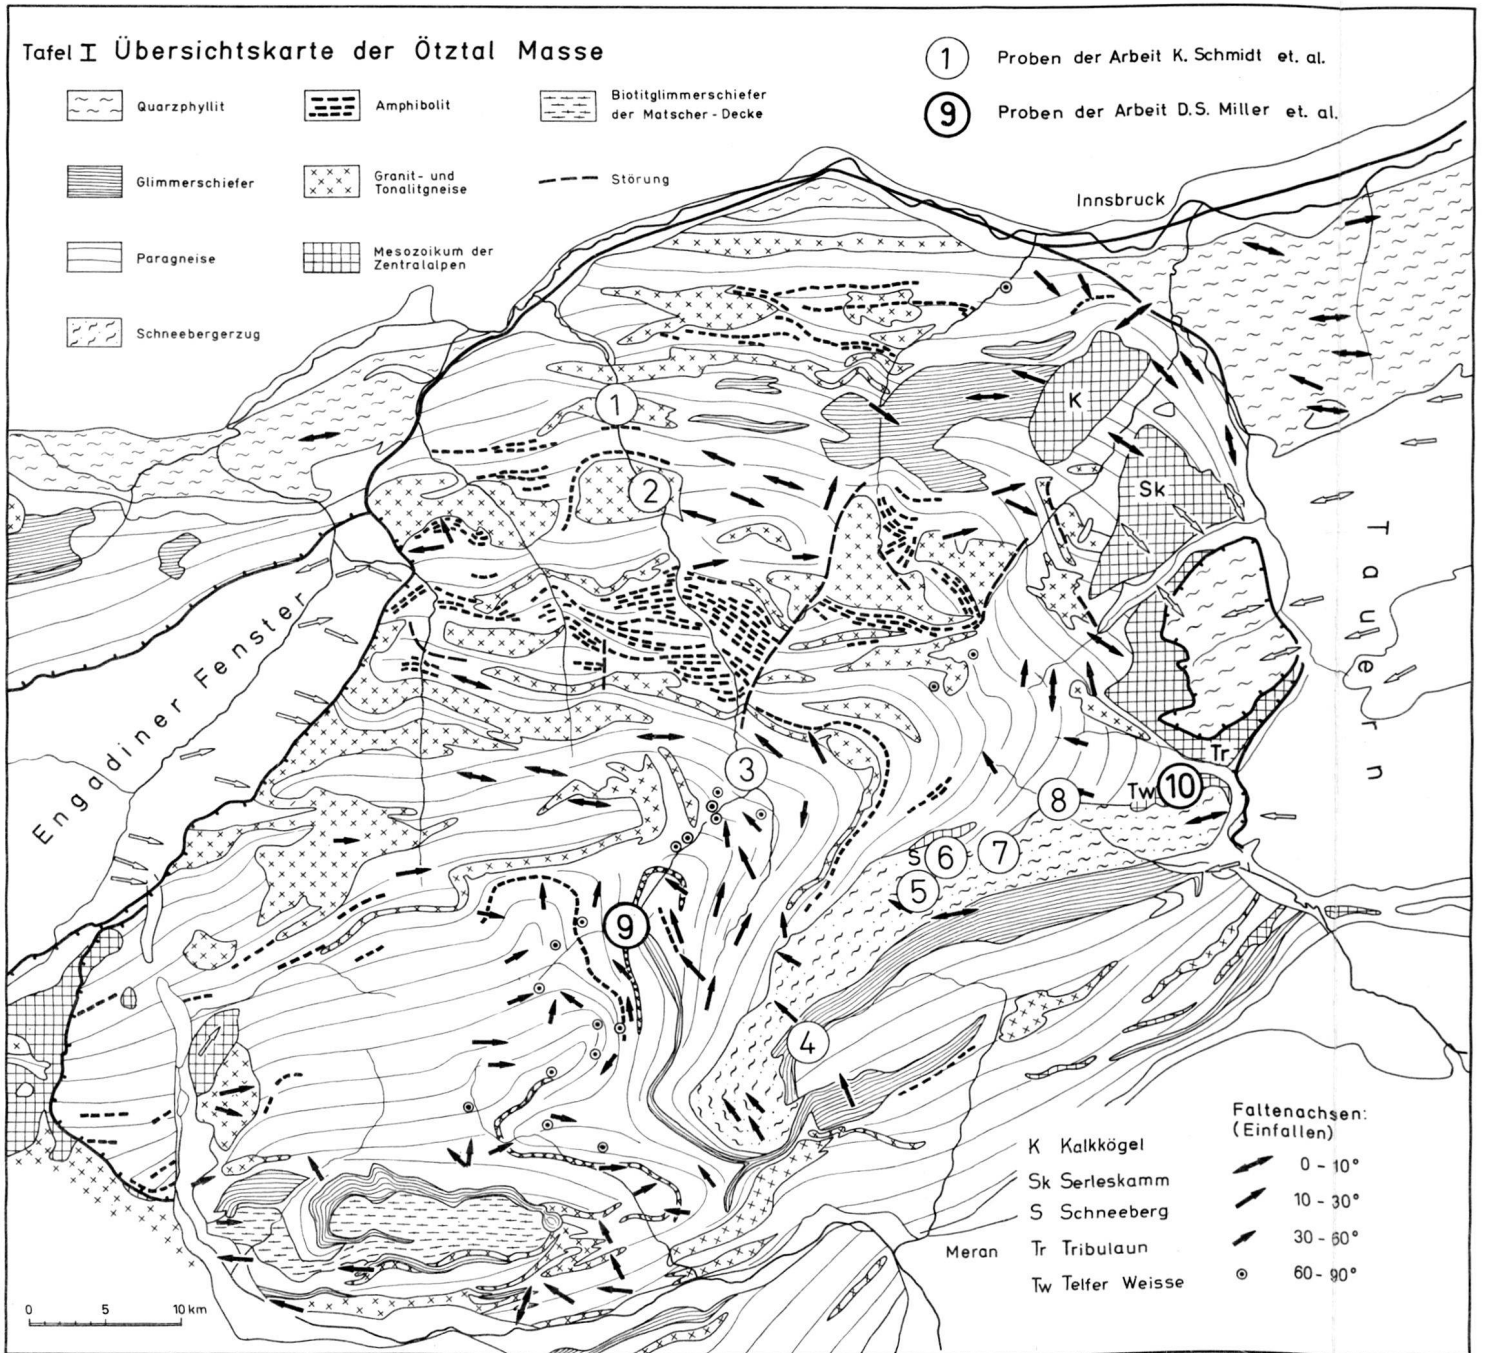 Tafel I Übersichtskarte der Ötztal Masse
Quarzphyllit
Glimmerschiefer
Paragneise
Schneebergerzug
Amphibolit
Granit- und
Tonalitgneise
Mesozoikum der
Zentralalpen
Biotitglimmerschiefer
der Matscher - Decke
Störung
1 Proben der Arbeit K. Schmidt et. al.
9 Proben der Arbeit D.S. Miller et. al.
Innsbruck
K
1
2
Sk
Tauern
Engadiner Fenster
Tr
3
Tw 10
8
S 6 7
5
9
4
Meran
K Kalkkögel
Sk Serleskamm
S Schneeberg
Tr Tribulaun
Tw Telfer Weisse
Faltenachsen:
(Einfallen)
0 - 10°
10 - 30°
30 - 60°
60 - 90°
0 5 10 km